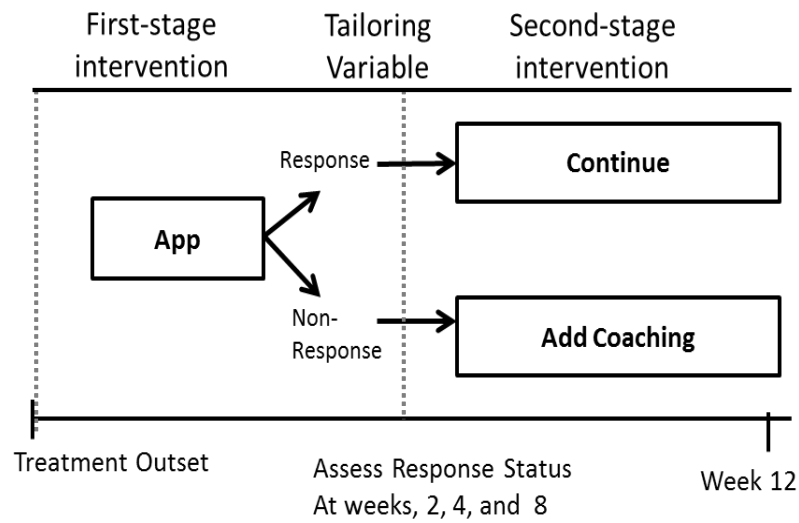 First-stage
intervention
Tailoring
Variable
Second-stage
intervention
Response
Continue
App
Non-
Response
Add Coaching
Treatment Outset
Assess Response Status
At weeks, 2, 4, and 8
Week 12